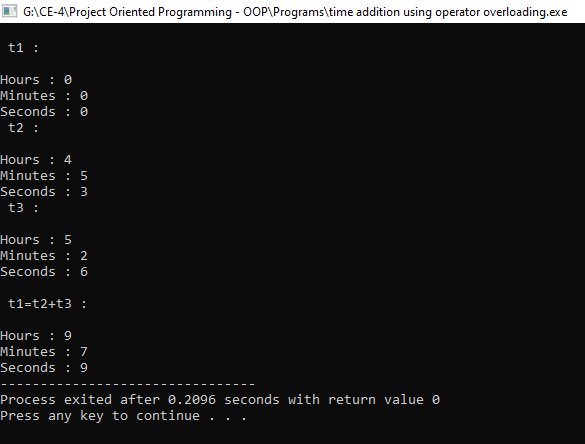 G:\CE-4\Project Oriented Programming - OOP\Programs\time addition using operator overloading.exe
t1 :
Hours : 0
Minutes : 0
Seconds : 0
t2 :
Hours : 4
Minutes : 5
Seconds : 3
t3 :
Hours : 5
Minutes : 2
Seconds : 6
t1=t2+t3 :
Hours : 9
Minutes : 7
Seconds : 9
--------------------------------
Process exited after 0.2096 seconds with return value 0
Press any key to continue . . .